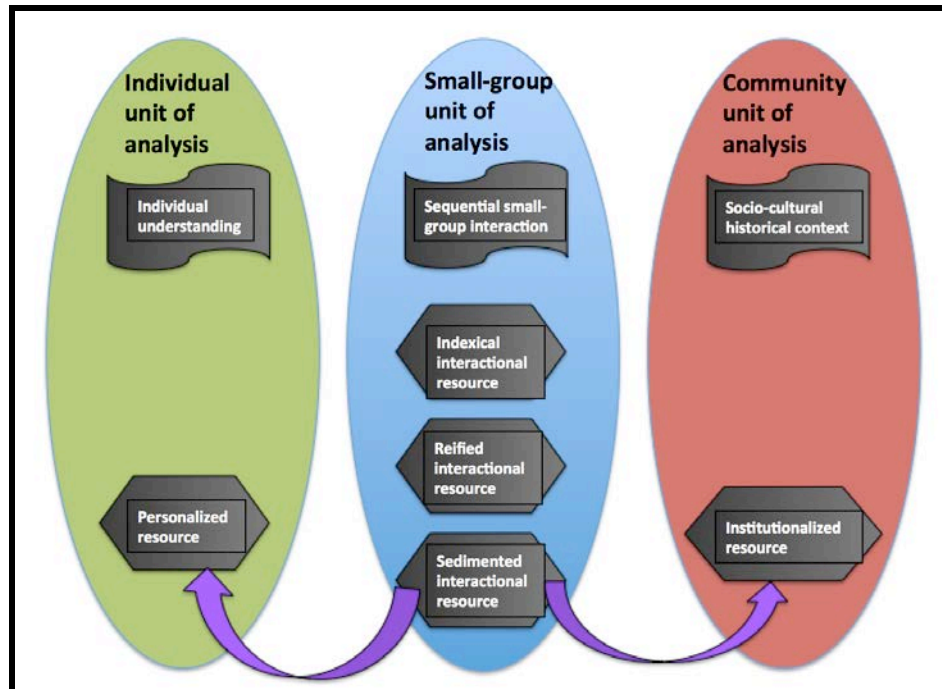 Individual
unit of
analysis
Individual
understanding
Personalized
resource
Small-group
unit of
analysis
Sequential small-
group interaction
Indexical
interactional
resource
Reified
interactional
resource
Sedimented
interactional
resource
Community
unit of
analysis
Socio-cultural
historical context
Institutionalized
resource